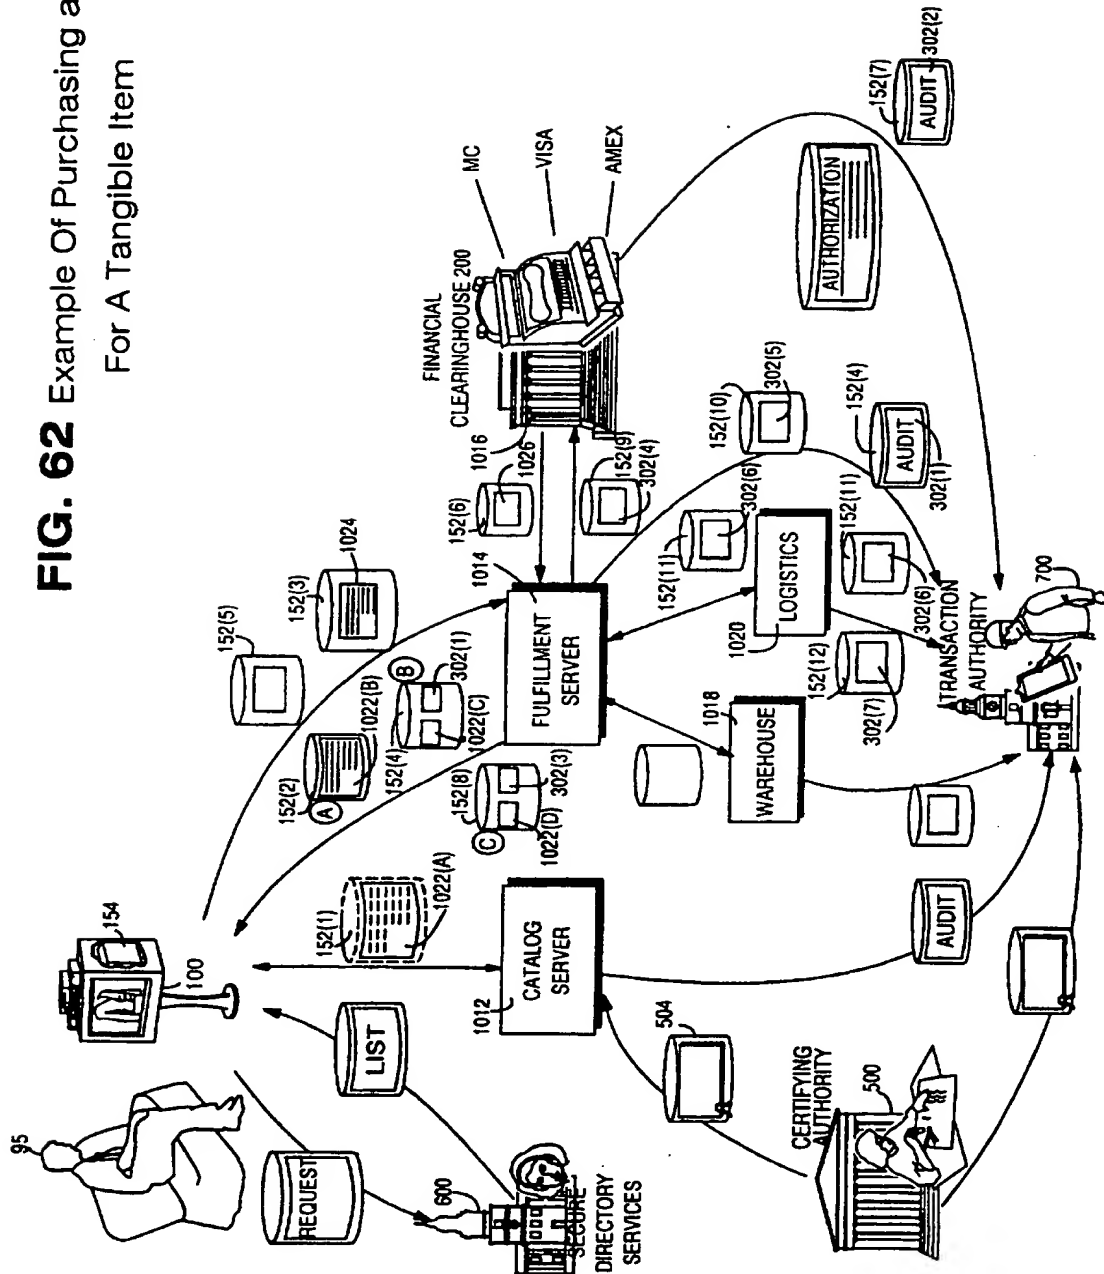 FIG. 62 Example Of Purchasing a
For A Tangible Item
95
154
100
REQUEST
LIST
600
SECURE
DIRECTORY
SERVICES
152(1)
1022(A)
1012
CATALOG
SERVER
504
CERTIFYING
AUTHORITY
500
AUDIT
152(5)
152(3)
1024
152(2)
A
1022(B)
152(4)
B
302(1)
1022(C)
152(8)
C
302(3)
1022(D)
1014
FULFILLMENT
SERVER
152(6)
1026
1016
FINANCIAL
CLEARINGHOUSE 200
MC
VISA
AMEX
152(9)
302(4)
1018
WAREHOUSE
152(11)
302(6)
LOGISTICS
1020
152(10)
302(5)
152(4)
AUDIT
302(1)
152(11)
302(6)
152(12)
302(7)
TRANSACTION
AUTHORITY
700
AUTHORIZATION
152(7)
AUDIT
302(2)